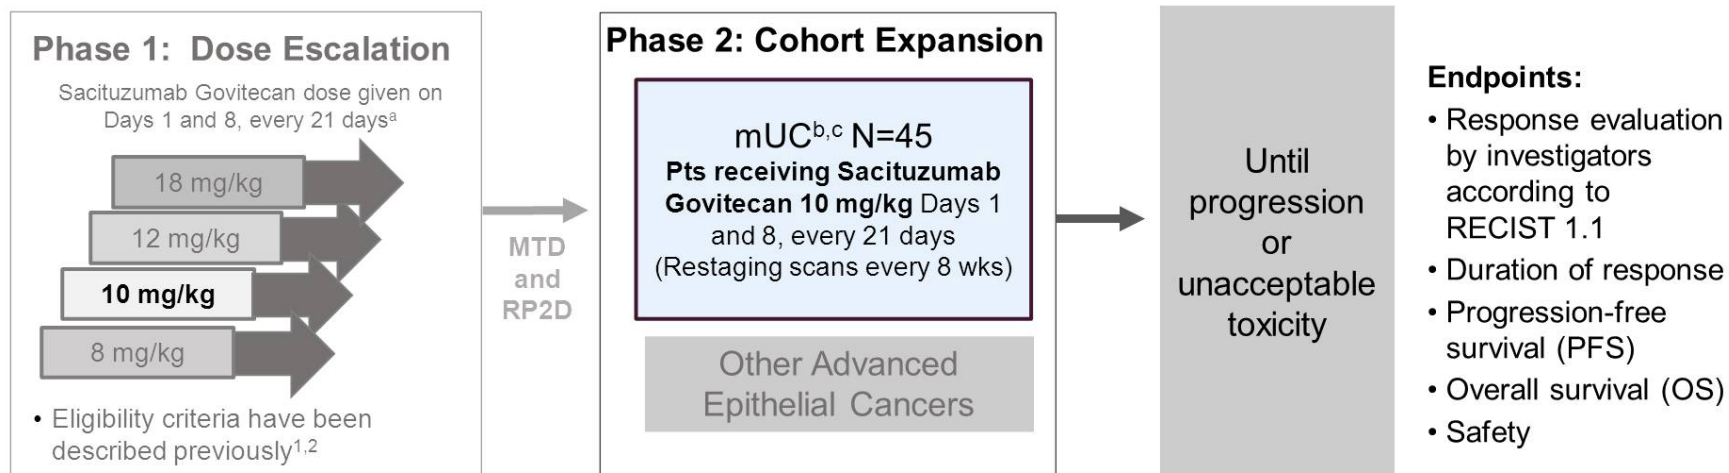 Phase 1: Dose Escalation
Sacituzumab Govitecan dose given on
Days 1 and 8, every 21 daysᵃ
18 mg/kg
12 mg/kg
10 mg/kg
8 mg/kg
• Eligibility criteria have been
described previously¹,²
MTD
and
RP2D
Phase 2: Cohort Expansion
mUCᵇ,ᶜ N=45
Pts receiving Sacituzumab
Govitecan 10 mg/kg Days 1
and 8, every 21 days
(Restaging scans every 8 wks)
Other Advanced
Epithelial Cancers
Until
progression
or
unacceptable
toxicity
Endpoints:
• Response evaluation
by investigators
according to
RECIST 1.1
• Duration of response
• Progression-free
survival (PFS)
• Overall survival (OS)
• Safety